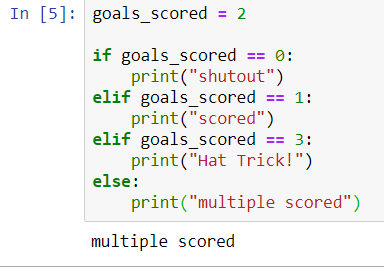 In [5]: goals_scored = 2
if goals_scored == 0:
    print("shutout")
elif goals_scored == 1:
    print("scored")
elif goals_scored == 3:
    print("Hat Trick!")
else:
    print("multiple scored")
multiple scored